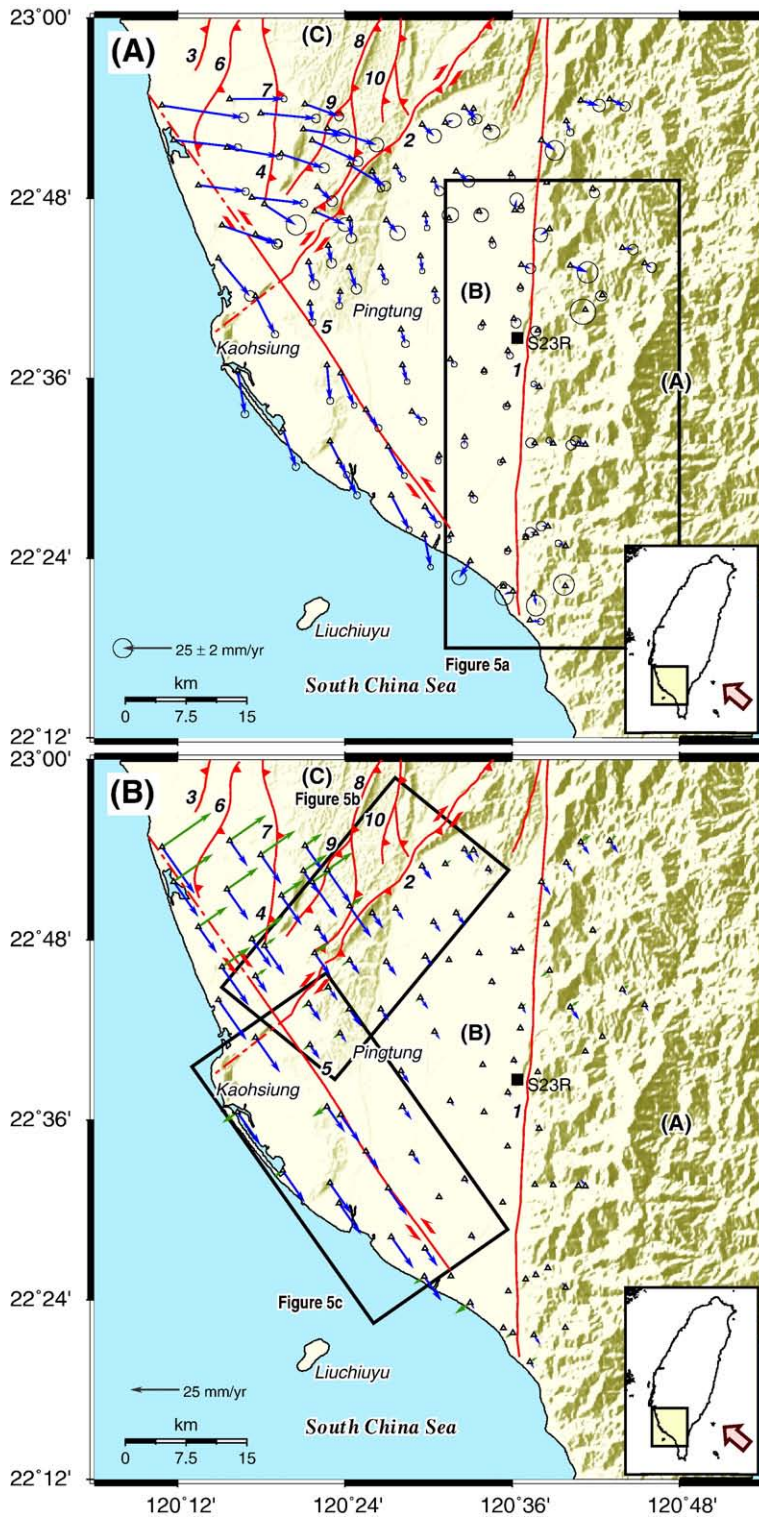 23°00'
(A)
(C)
8
3
6
10
7
9
2
22°48'
4
(B)
5
Pingtung
Kaohsiung
S23R
22°36'
1
(A)
22°24'
Liuchiuyu
25 ± 2 mm/yr
Figure 5a
South China Sea
km
0 7.5 15
22°12'
23°00'
(B)
(C)
Figure 5b
8
3
6
10
7
9
2
4
22°48'
(B)
5
Pingtung
Kaohsiung
S23R
22°36'
1
(A)
22°24'
Figure 5c
Liuchiuyu
25 mm/yr
South China Sea
km
0 7.5 15
22°12'
120°12' 120°24' 120°36' 120°48'